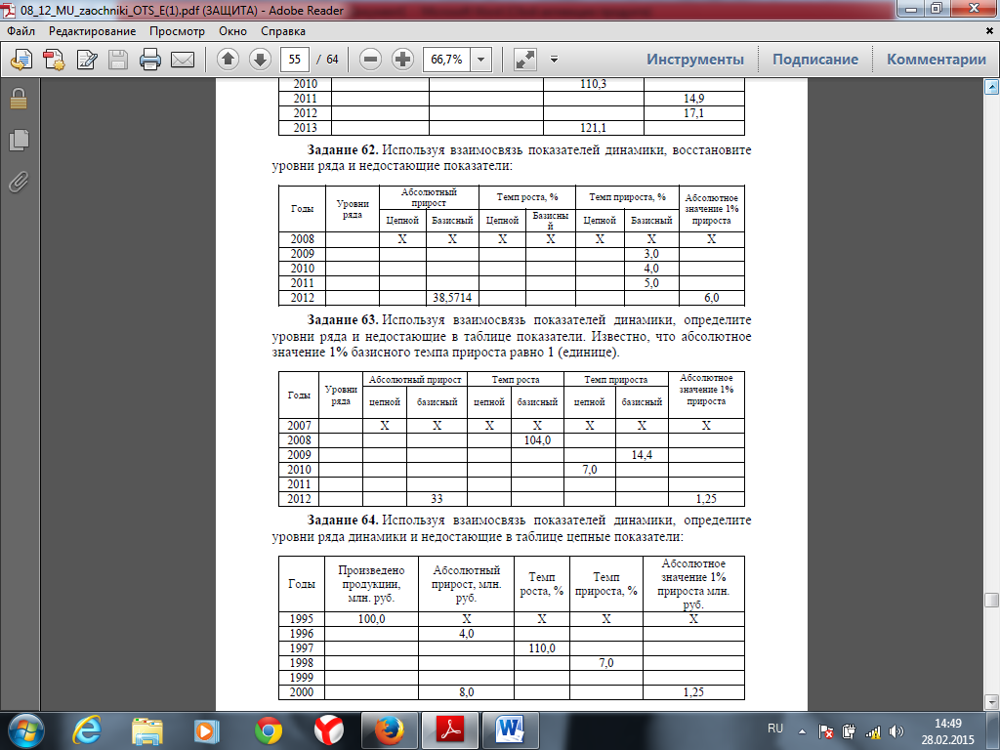 08_12_MU_zaochniki_OTS_E(1).pdf (ЗАЩИТА) - Adobe Reader
Файл Редактирование Просмотр Окно Справка
55 / 64 66,7% Инструменты Подписание Комментарии
2010 110,3
2011 14,9
2012 17,1
2013 121,1
Задание 62. Используя взаимосвязь показателей динамики, восстановите
уровни ряда и недостающие показатели:
Годы Уровни ряда Абсолютный прирост Темп роста, % Темп прироста, % Абсолютное значение 1% прироста
Цепной Базисный Цепной Базисный Цепной Базисный
2008 X X X X X X X
2009 3,0
2010 4,0
2011 5,0
2012 38,5714 6,0
Задание 63. Используя взаимосвязь показателей динамики, определите
уровни ряда и недостающие в таблице показатели. Известно, что абсолютное
значение 1% базисного темпа прироста равно 1 (единице).
Годы Уровни ряда Абсолютный прирост Темп роста Темп прироста Абсолютное значение 1% прироста
цепной базисный цепной базисный цепной базисный
2007 X X X X X X X
2008 104,0
2009 14,4
2010 7,0
2011
2012 33 1,25
Задание 64. Используя взаимосвязь показателей динамики, определите
уровни ряда динамики и недостающие в таблице цепные показатели:
Годы Произведено продукции, млн. руб. Абсолютный прирост, млн. руб. Темп роста, % Темп прироста, % Абсолютное значение 1% прироста млн. руб.
1995 100,0 X X X X
1996 4,0
1997 110,0
1998 7,0
1999
2000 8,0 1,25
RU 14:49
28.02.2015